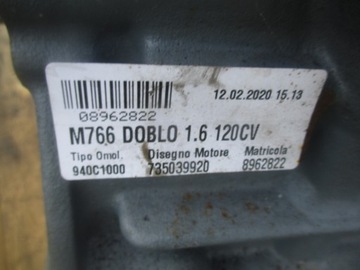 12.02.2020 15.13
08962822
M766 DOBLO 1.6 120CV
Tipo Omol. Disegno Motore Matricola
940C1000 735039920 8962822